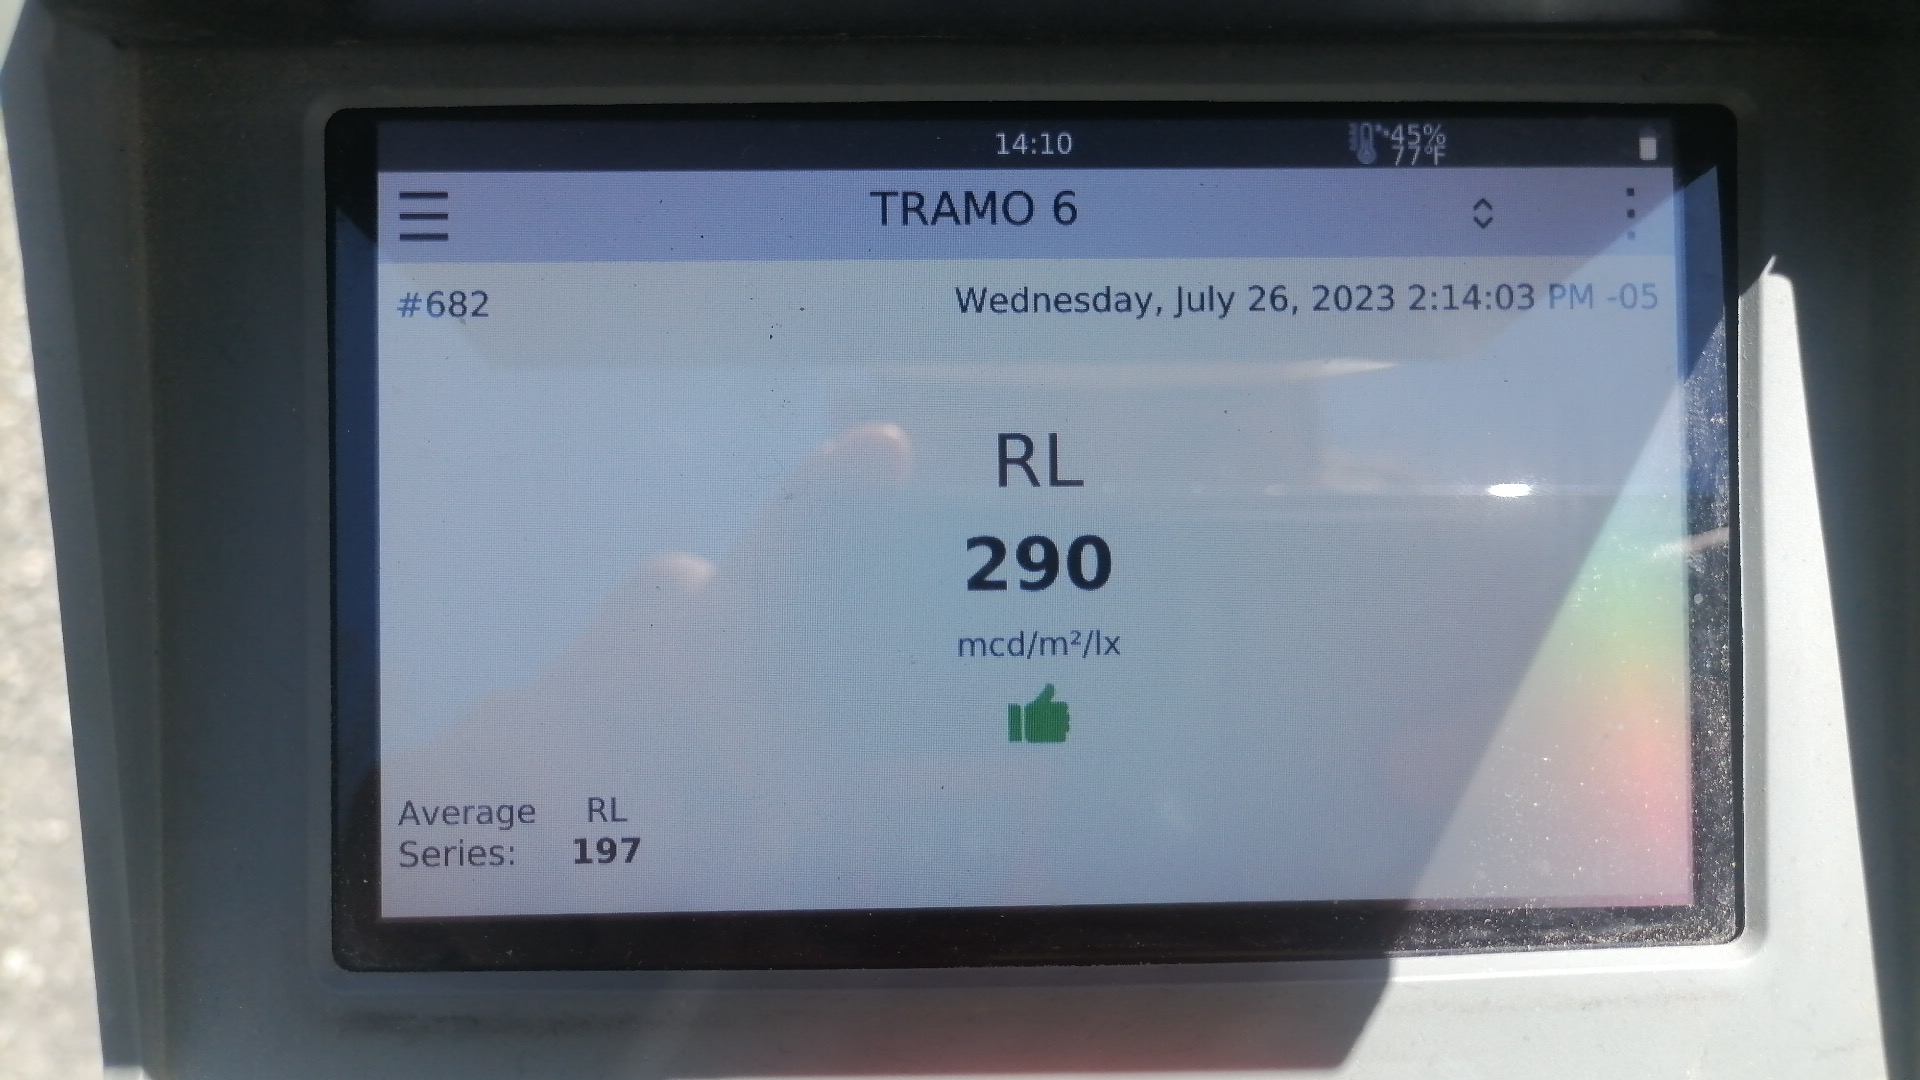 14:10
45%
77°F
TRAMO 6
#682
Wednesday, July 26, 2023 2:14:03 PM -05
RL
290
mcd/m²/lx
Average RL
Series: 197